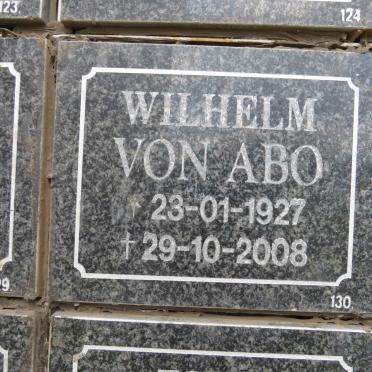 123
124
WILHELM
VON ABO
* 23-01-1927
† 29-10-2008
130